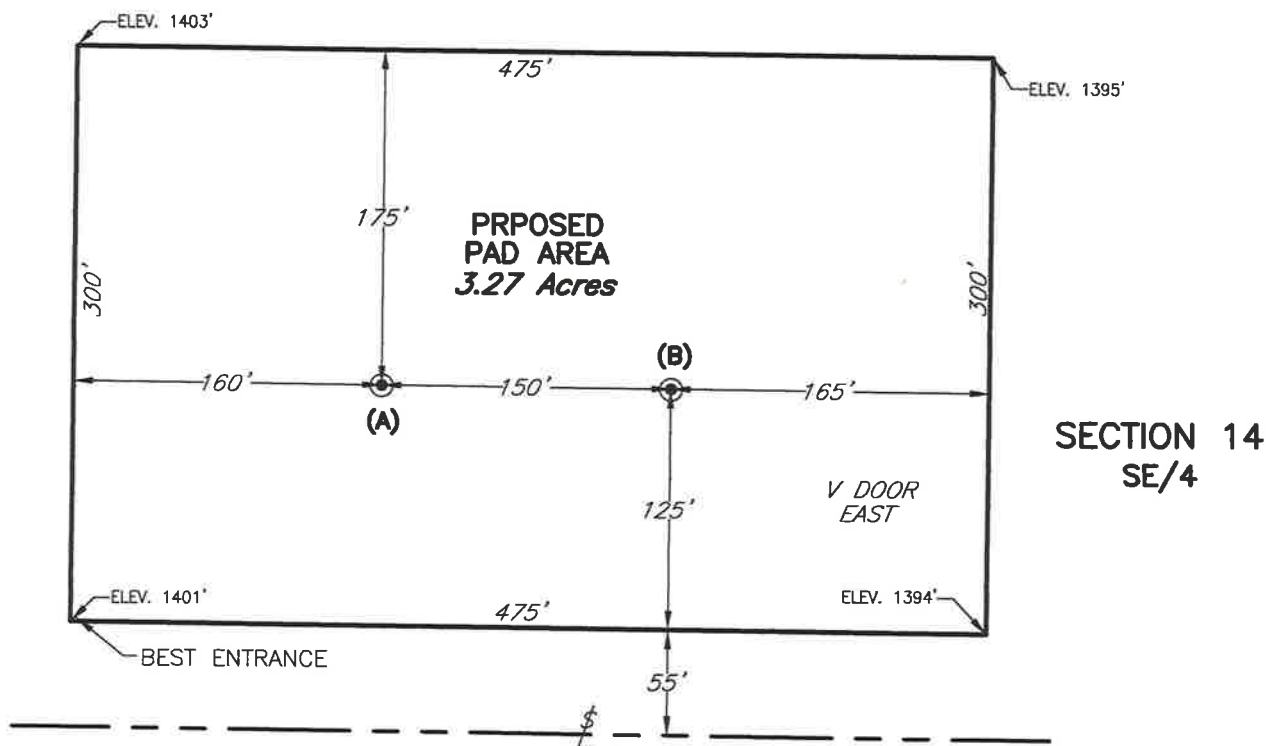 ELEV. 1403'
475'
ELEV. 1395'
175'
PRPOSED
PAD AREA
3.27 Acres
300'
300'
(B)
160'
150'
165'
(A)
SECTION 14
SE/4
V DOOR
EAST
125'
ELEV. 1401'
475'
ELEV. 1394'
BEST ENTRANCE
55'